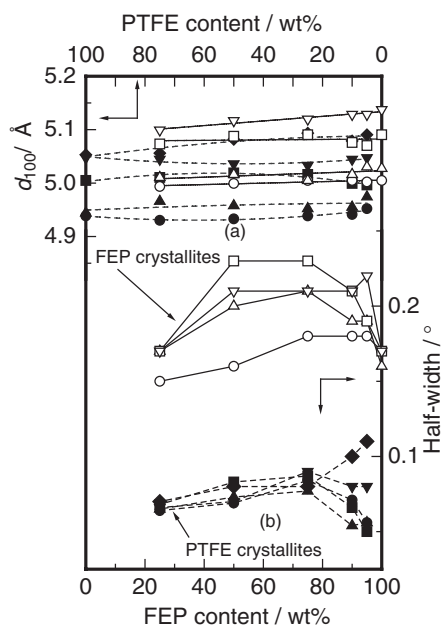 PTFE content / wt%
100 80 60 40 20 0
5.2
5.1
5.0
4.9
d100 / Å
(a)
FEP crystallites
0.2
0.1
Half-width / °
(b)
PTFE crystallites
0 20 40 60 80 100
FEP content / wt%